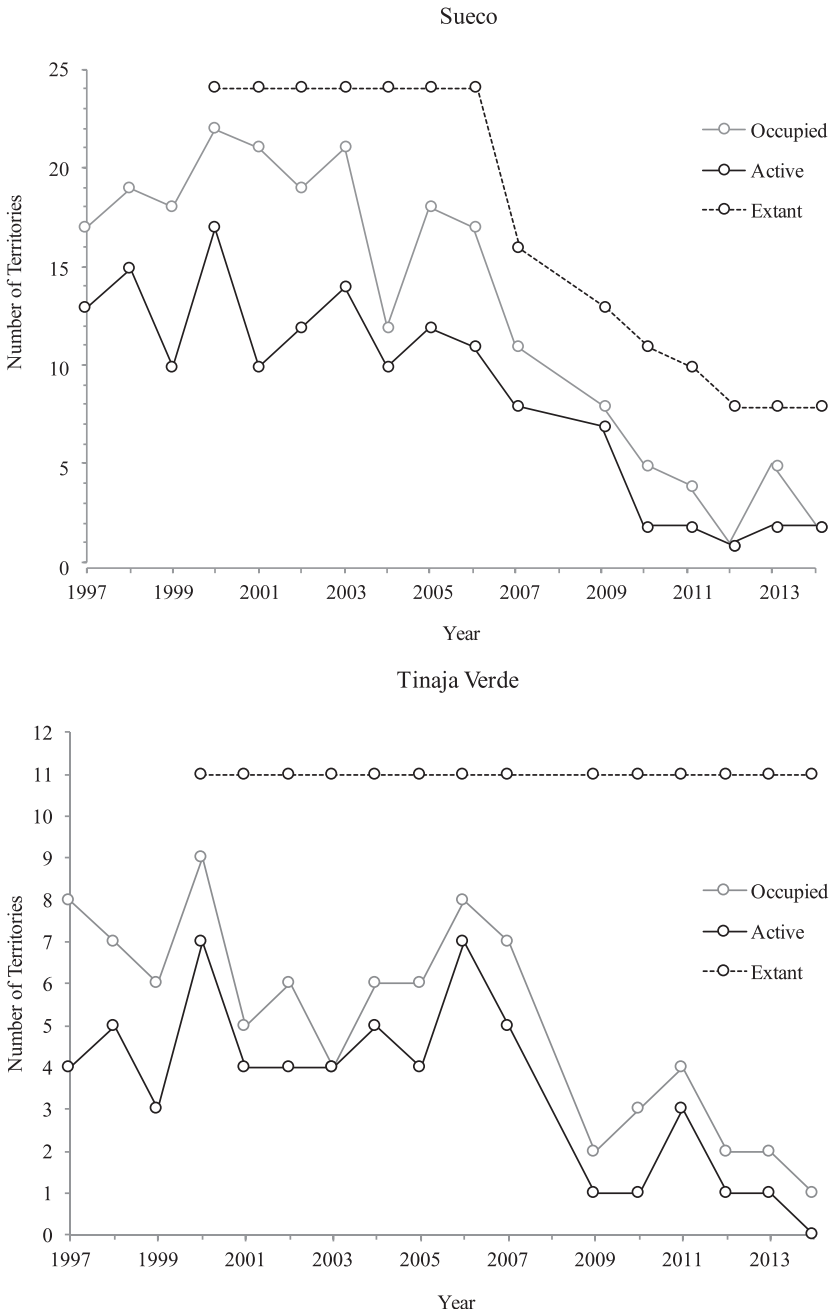 Sueco
25
20
15
10
5
0
Number of Territories
Occupied
Active
Extant
1997 1999 2001 2003 2005 2007 2009 2011 2013
Year
Tinaja Verde
12
11
10
9
8
7
6
5
4
3
2
1
0
Number of Territories
Occupied
Active
Extant
1997 1999 2001 2003 2005 2007 2009 2011 2013
Year